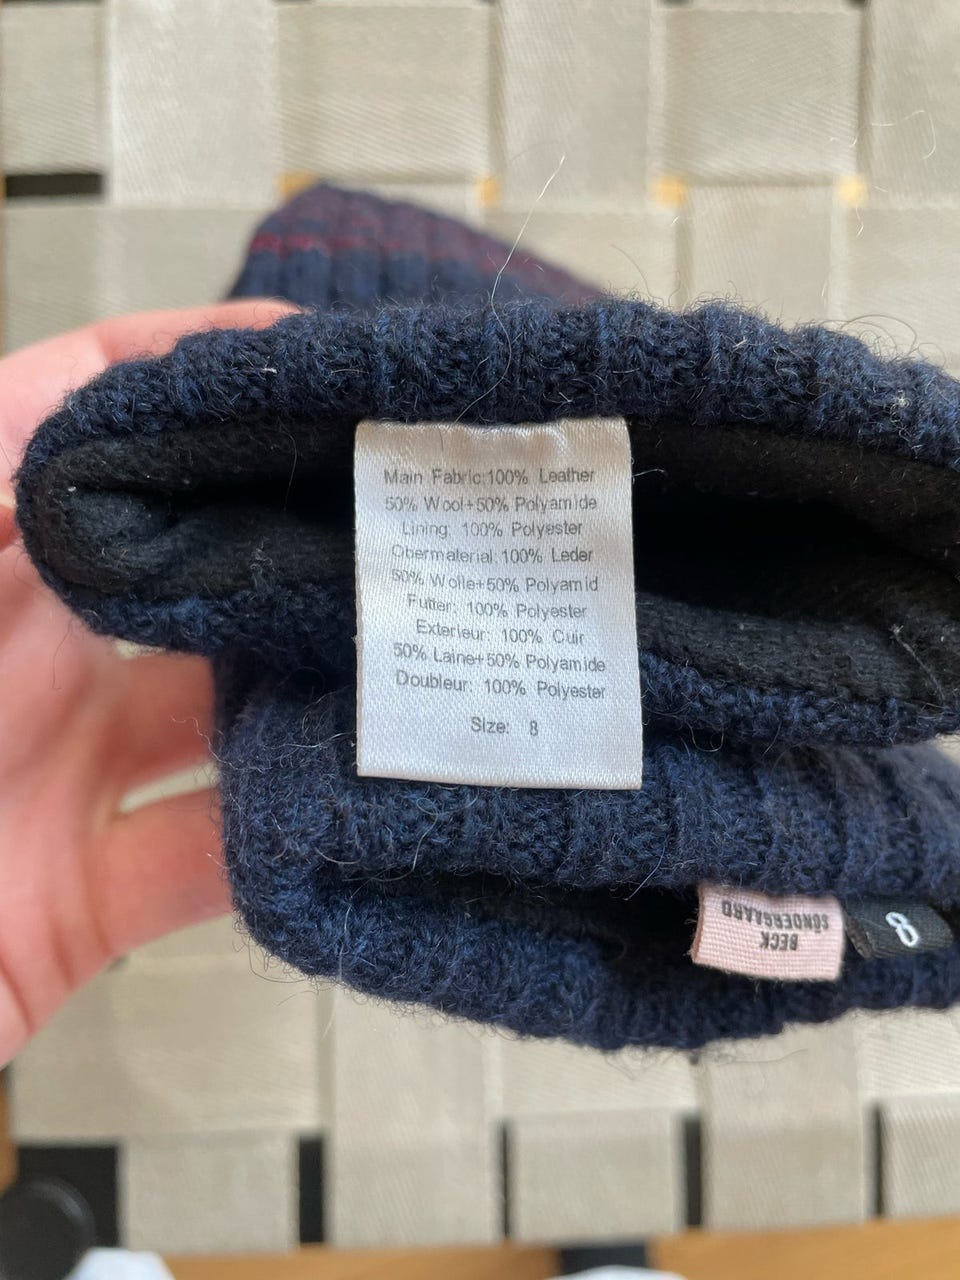 Main Fabric:100% Leather
50% Wool+50% Polyamide
Lining: 100% Polyester
Obermaterial:100% Leder
50% Wolle+50% Polyamid
Futter: 100% Polyester
Exterieur: 100% Cuir
50% Laine+50% Polyamide
Doubleur: 100% Polyester
Size: 8
BECK
SÖNDERGAARD
8